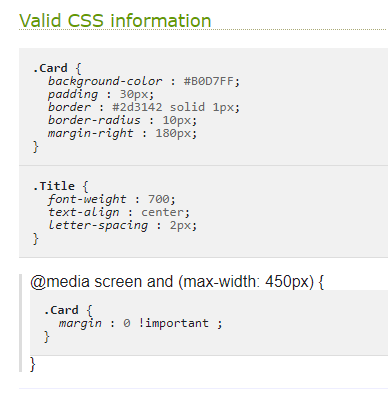 Valid CSS information
.Card {
background-color : #B0D7FF;
padding : 30px;
border : #2d3142 solid 1px;
border-radius : 10px;
margin-right : 180px;
}
.Title {
font-weight : 700;
text-align : center;
letter-spacing : 2px;
}
@media screen and (max-width: 450px) {
.Card {
margin : 0 !important ;
}
}